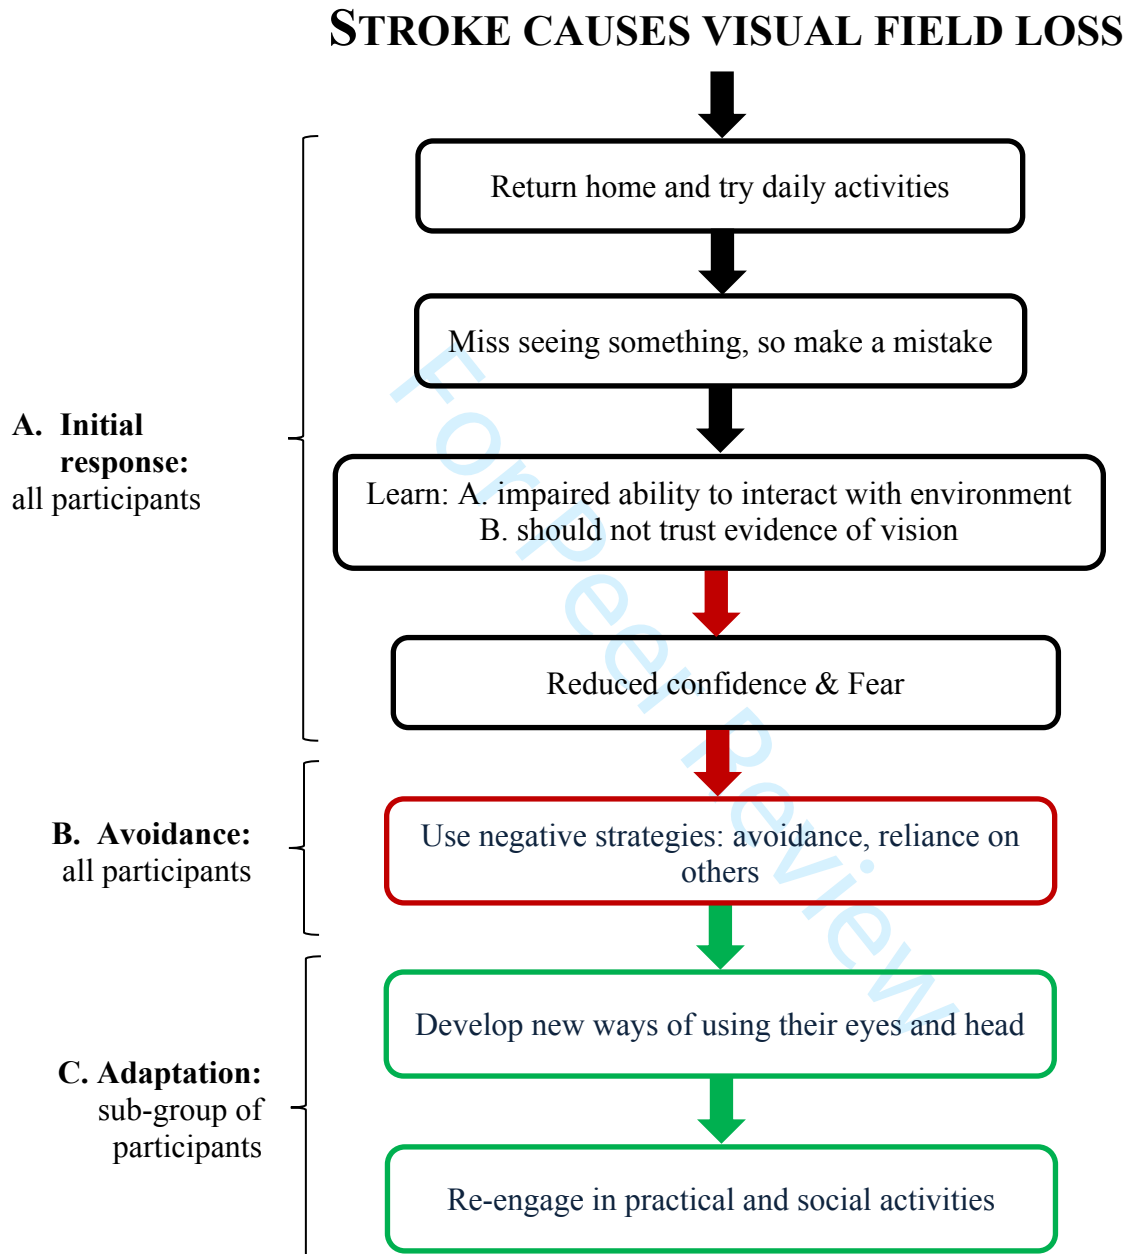 STROKE CAUSES VISUAL FIELD LOSS
Return home and try daily activities
Miss seeing something, so make a mistake
A. Initial
response:
all participants
Learn: A. impaired ability to interact with environment
B. should not trust evidence of vision
Reduced confidence & Fear
B. Avoidance:
all participants
Use negative strategies: avoidance, reliance on
others
Develop new ways of using their eyes and head
C. Adaptation:
sub-group of
participants
Re-engage in practical and social activities
For Peer Review